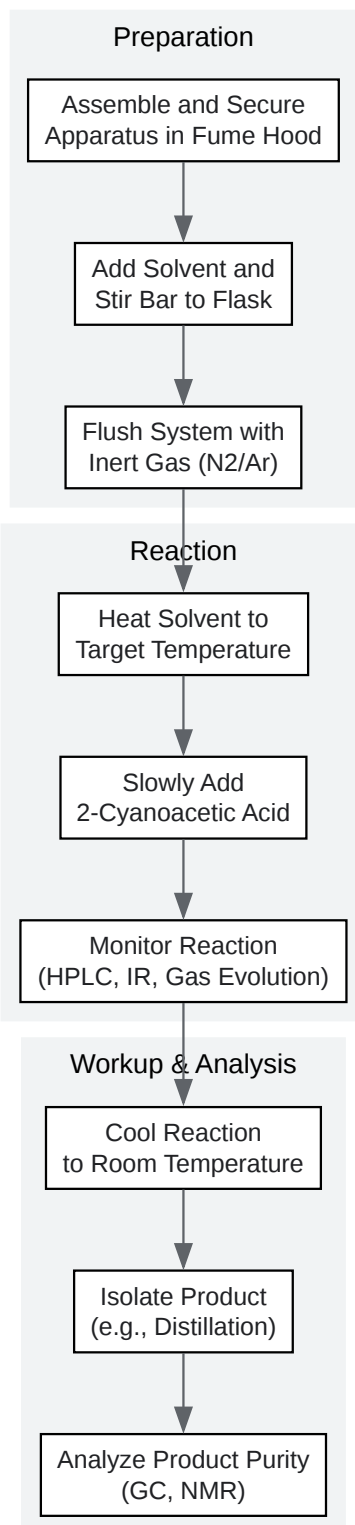 Preparation
Assemble and Secure
Apparatus in Fume Hood
Add Solvent and
Stir Bar to Flask
Flush System with
Inert Gas (N2/Ar)
Reaction
Heat Solvent to
Target Temperature
Slowly Add
2-Cyanoacetic Acid
Monitor Reaction
(HPLC, IR, Gas Evolution)
Workup & Analysis
Cool Reaction
to Room Temperature
Isolate Product
(e.g., Distillation)
Analyze Product Purity
(GC, NMR)